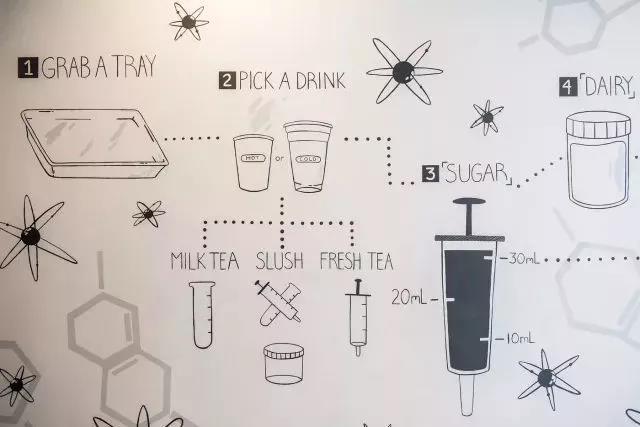 1 GRAB A TRAY
2 PICK A DRINK
HOT or COLD
MILK TEA SLUSH FRESH TEA
3 「SUGAR」
30mL
20mL
10mL
4 「DAIRY」